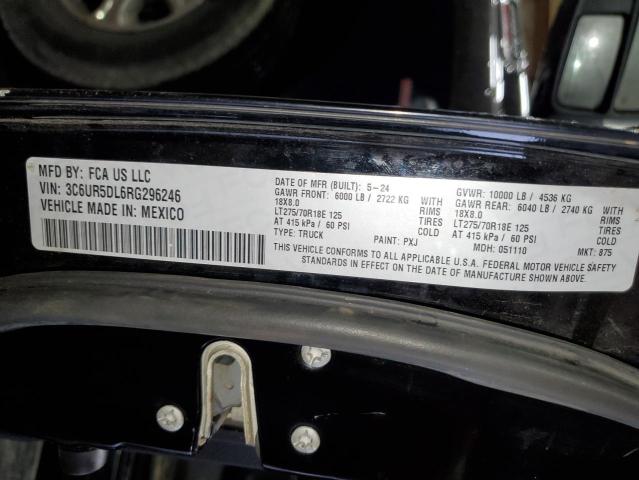 MFD BY: FCA US LLC
VIN: 3C6UR5DL6RG296246
VEHICLE MADE IN: MEXICO
DATE OF MFR (BUILT): 5-24 GVWR: 10000 LB / 4536 KG
GAWR FRONT: 6000 LB / 2722 KG WITH GAWR REAR: 6040 LB / 2740 KG WITH
18X8.0 RIMS 18X8.0 RIMS
LT275/70R18E 125 TIRES LT275/70R18E 125 TIRES
AT 415 kPa / 60 PSI COLD AT 415 kPa / 60 PSI COLD
TYPE: TRUCK PAINT: PXJ MDH: 051110 MKT: 875
THIS VEHICLE CONFORMS TO ALL APPLICABLE U.S.A. FEDERAL MOTOR VEHICLE SAFETY
STANDARDS IN EFFECT ON THE DATE OF MANUFACTURE SHOWN ABOVE.